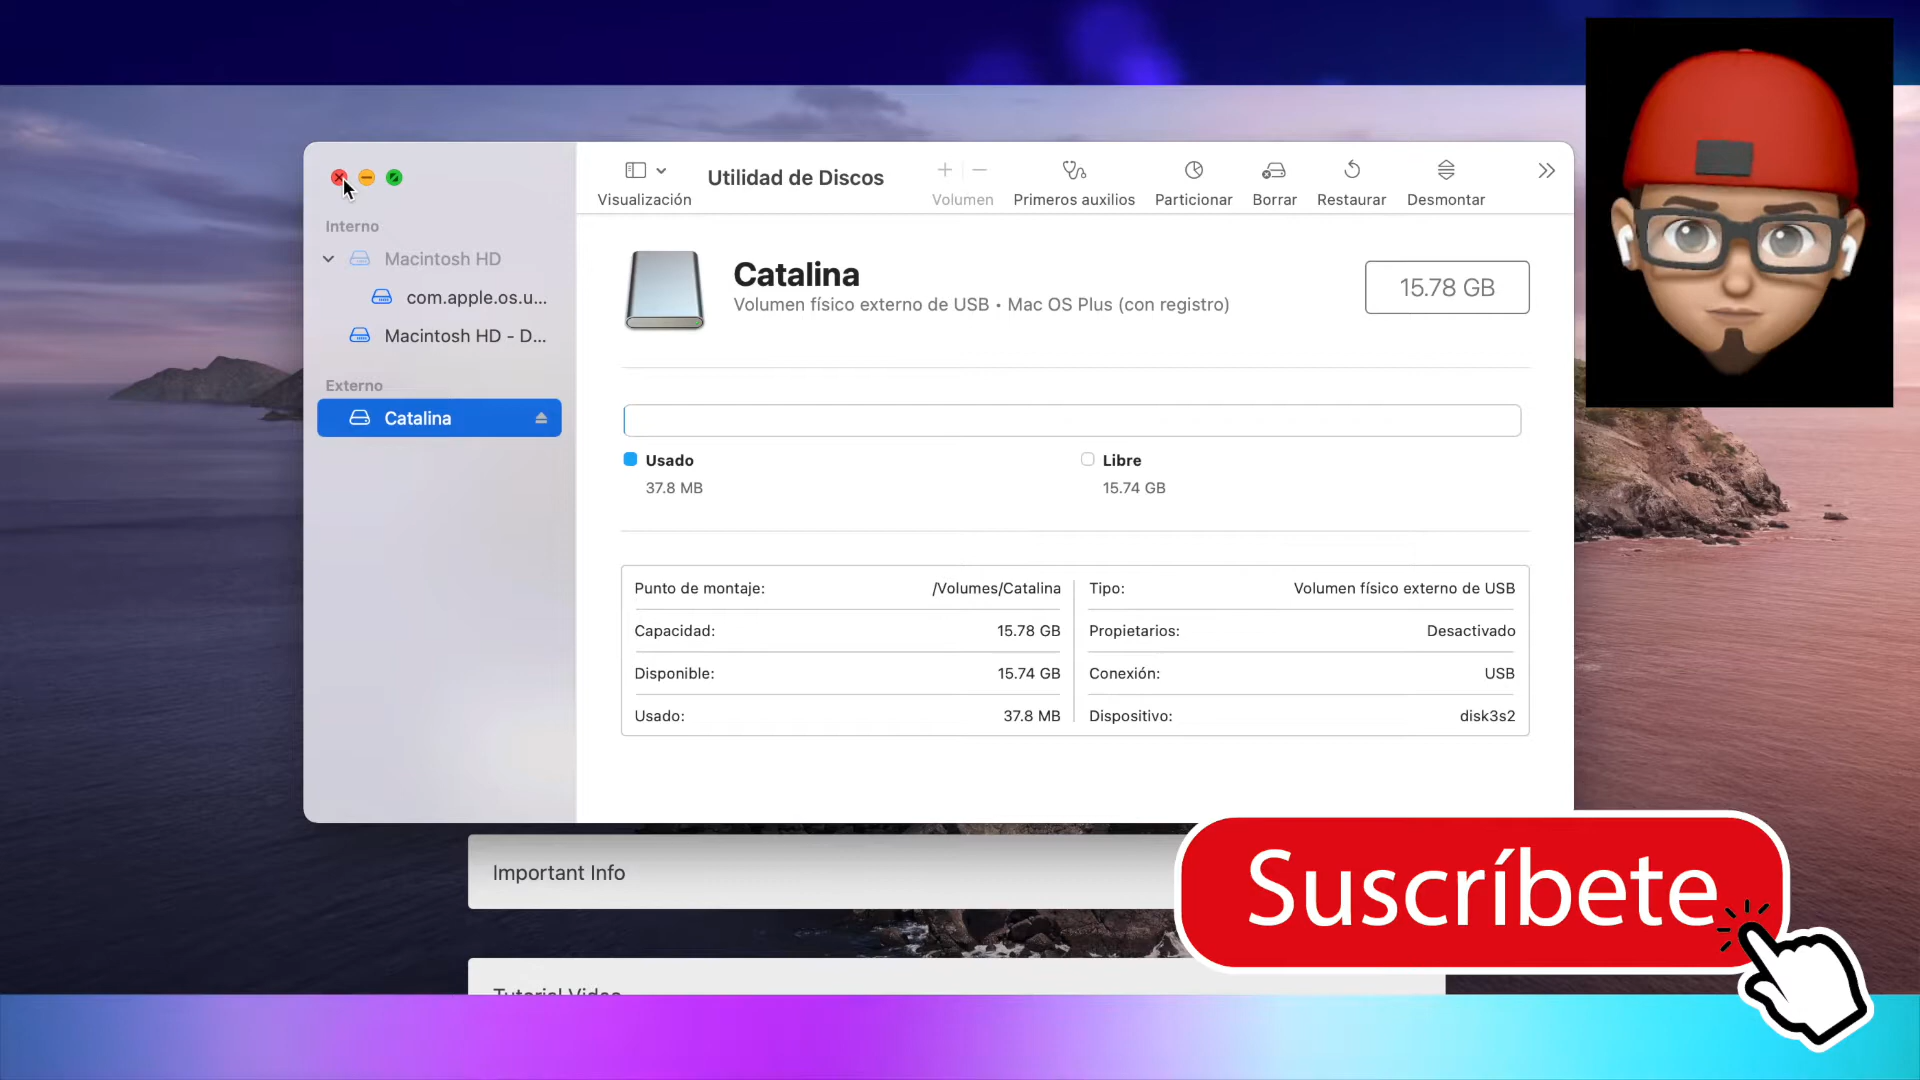 Utilidad de Discos
Visualización
Volumen
Primeros auxilios
Particionar
Borrar
Restaurar
Desmontar
Interno
Macintosh HD
com.apple.os.u...
Macintosh HD - D...
Externo
Catalina
Catalina
Volumen físico externo de USB • Mac OS Plus (con registro)
15.78 GB
Usado
37.8 MB
Libre
15.74 GB
Punto de montaje: /Volumes/Catalina
Capacidad: 15.78 GB
Disponible: 15.74 GB
Usado: 37.8 MB
Tipo: Volumen físico externo de USB
Propietarios: Desactivado
Conexión: USB
Dispositivo: disk3s2
Important Info
Tutorial Video
Suscríbete